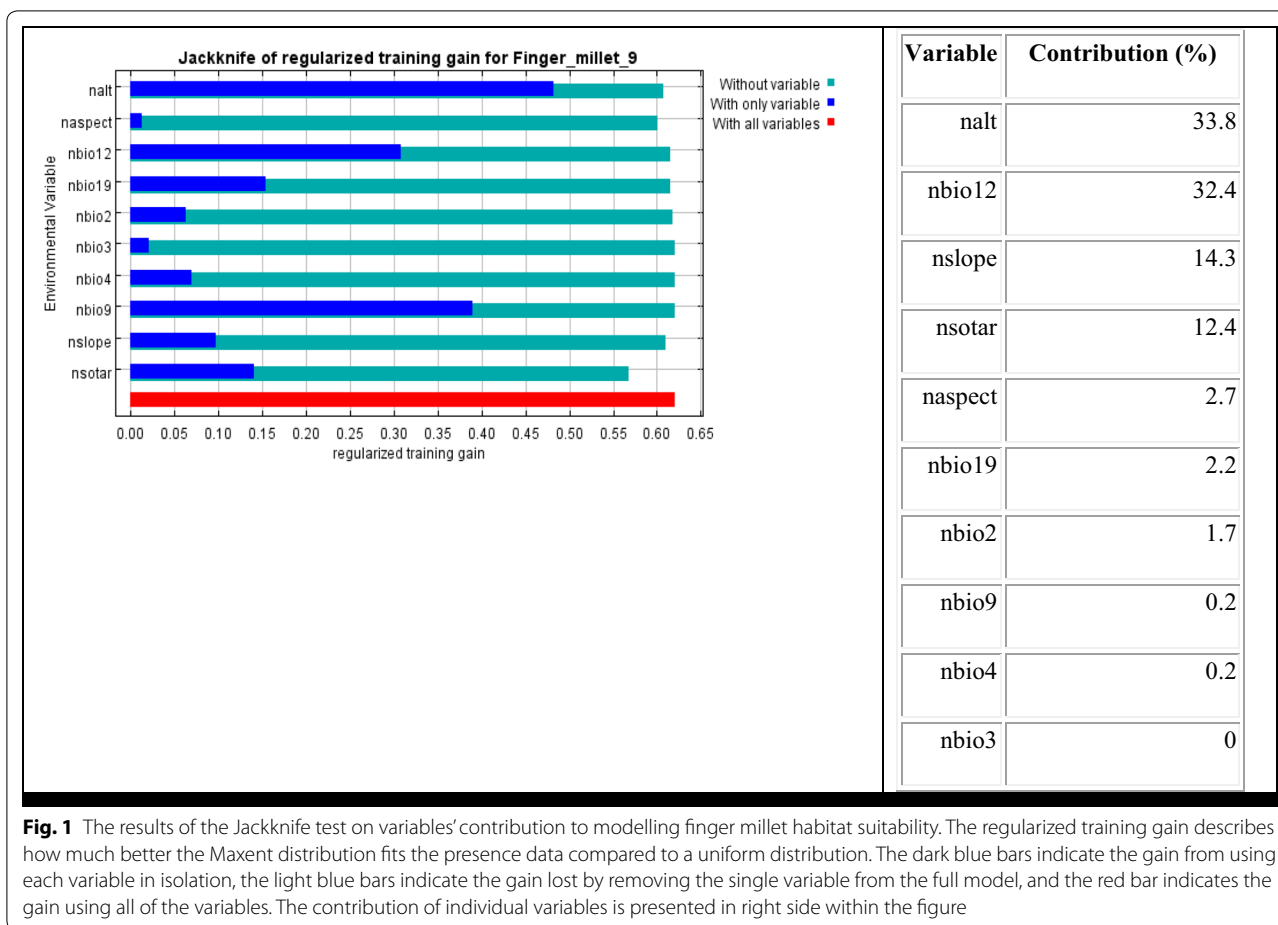 Jackknife of regularized training gain for Finger_millet_9
Environmental Variable
nalt
naspect
nbio12
nbio19
nbio2
nbio3
nbio4
nbio9
nslope
nsotar
0.00 0.05 0.10 0.15 0.20 0.25 0.30 0.35 0.40 0.45 0.50 0.55 0.60 0.65
regularized training gain
Without variable
With only variable
With all variables
Variable Contribution (%)
nalt 33.8
nbio12 32.4
nslope 14.3
nsotar 12.4
naspect 2.7
nbio19 2.2
nbio2 1.7
nbio9 0.2
nbio4 0.2
nbio3 0
Fig. 1 The results of the Jackknife test on variables' contribution to modelling finger millet habitat suitability. The regularized training gain describes
how much better the Maxent distribution fits the presence data compared to a uniform distribution. The dark blue bars indicate the gain from using
each variable in isolation, the light blue bars indicate the gain lost by removing the single variable from the full model, and the red bar indicates the
gain using all of the variables. The contribution of individual variables is presented in right side within the figure